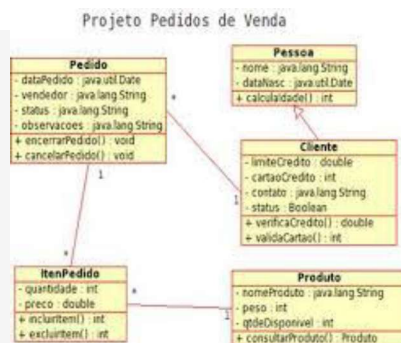 Projeto Pedidos de Venda
Pedido
- dataPedido : java.util.Date
- vendedor : java.lang.String
- status : java.lang.String
- observacoes : java.lang.String
+ encerrarPedido() : void
+ cancelarPedido() : void
Pessoa
- nome : java.lang.String
- dataNasc : java.util.Date
+ calculaIdade() : int
Cliente
- limiteCredito : double
- cartaoCredito : int
- contato : java.lang.String
- status : Boolean
+ verificaCredito() : double
+ validaCartao() : int
*
1
1
*
ItenPedido
- quantidade : int
- preco : double
+ incluirItem() : int
+ excluirItem() : int
*
1
Produto
- nomeProduto : java.lang.String
- peso : int
- qtdeDisponivel : int
+ consultarProduto() : Produto